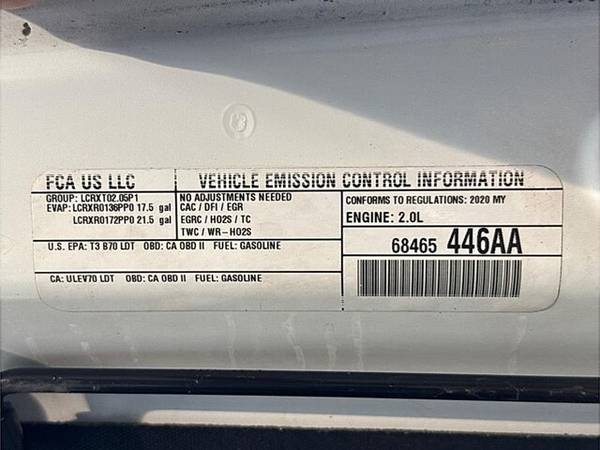 FCA US LLC
VEHICLE EMISSION CONTROL INFORMATION
GROUP: LCRXT02.05P1
EVAP: LCRXR0136PP0 17.5 gal
LCRXR0172PP0 21.5 gal
NO ADJUSTMENTS NEEDED
CAC / DFI / EGR
EGRC / HO2S / TC
TWC / WR-HO2S
CONFORMS TO REGULATIONS: 2020 MY
ENGINE: 2.0L
U.S. EPA: T3 B70 LDT OBD: CA OBD II FUEL: GASOLINE
CA: ULEV70 LDT OBD: CA OBD II FUEL: GASOLINE
68465 446AA